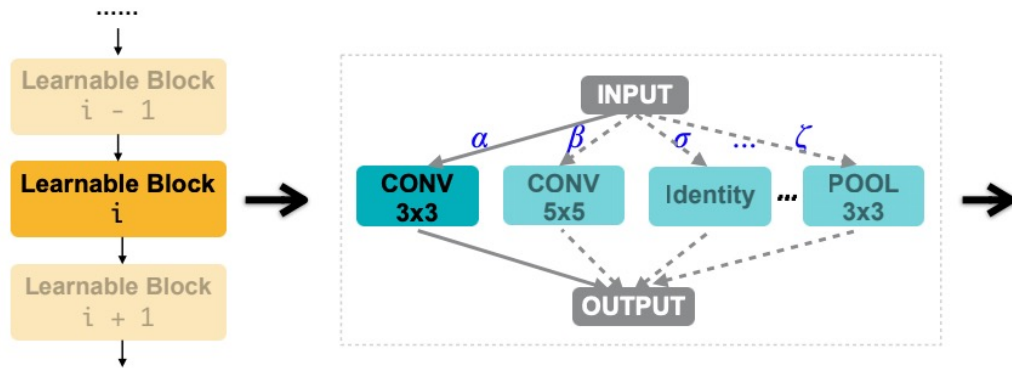 ......
Learnable Block
i - 1
Learnable Block
i
Learnable Block
i + 1
INPUT
α β σ ... ζ
CONV
3x3
CONV
5x5
Identity
...
POOL
3x3
OUTPUT